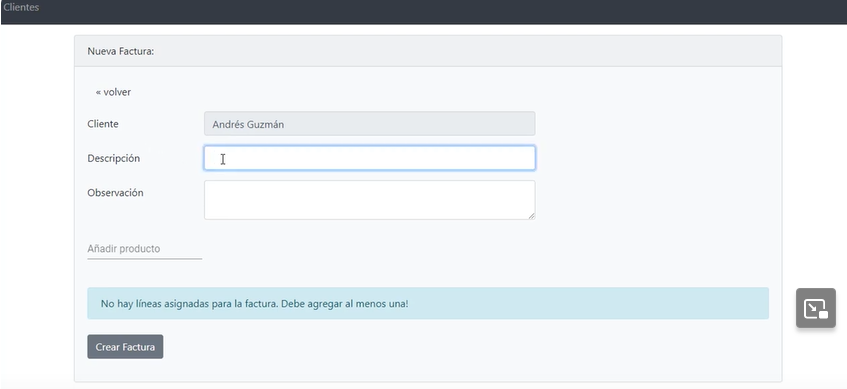 Clientes
Nueva Factura:
« volver
Cliente
Andrés Guzmán
Descripción
Observación
Añadir producto
No hay líneas asignadas para la factura. Debe agregar al menos una!
Crear Factura